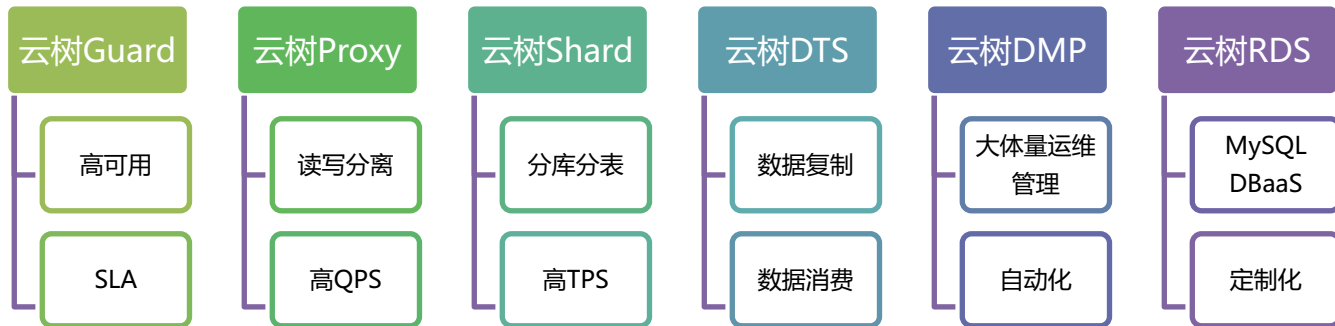 云树Guard
高可用
SLA
云树Proxy
读写分离
高QPS
云树Shard
分库分表
高TPS
云树DTS
数据复制
数据消费
云树DMP
大体量运维
管理
自动化
云树RDS
MySQL
DBaaS
定制化